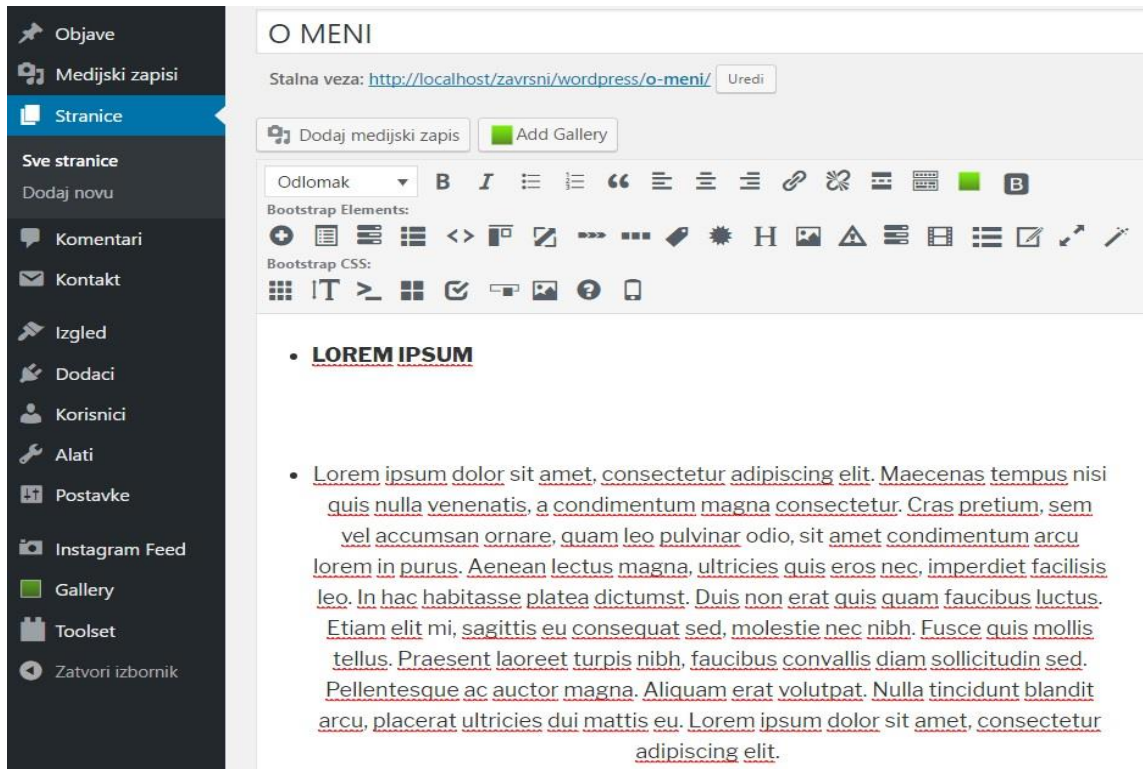 Objave
Medijski zapisi
Stranice
Sve stranice
Dodaj novu
Komentari
Kontakt
Izgled
Dodaci
Korisnici
Alati
Postavke
Instagram Feed
Gallery
Toolset
Zatvori izbornik
O MENI
Stalna veza: http://localhost/zavrsni/wordpress/o-meni/ Uredi
Dodaj medijski zapis Add Gallery
Odlomak
Bootstrap Elements:
Bootstrap CSS:
• LOREM IPSUM
• Lorem ipsum dolor sit amet, consectetur adipiscing elit. Maecenas tempus nisi
quis nulla venenatis, a condimentum magna consectetur. Cras pretium, sem
vel accumsan ornare, quam leo pulvinar odio, sit amet condimentum arcu
lorem in purus. Aenean lectus magna, ultricies quis eros nec, imperdiet facilisis
leo. In hac habitasse platea dictumst. Duis non erat quis quam faucibus luctus.
Etiam elit mi, sagittis eu consequat sed, molestie nec nibh. Fusce quis mollis
tellus. Praesent laoreet turpis nibh, faucibus convallis diam sollicitudin sed.
Pellentesque ac auctor magna. Aliquam erat volutpat. Nulla tincidunt blandit
arcu, placerat ultricies dui mattis eu. Lorem ipsum dolor sit amet, consectetur
adipiscing elit.